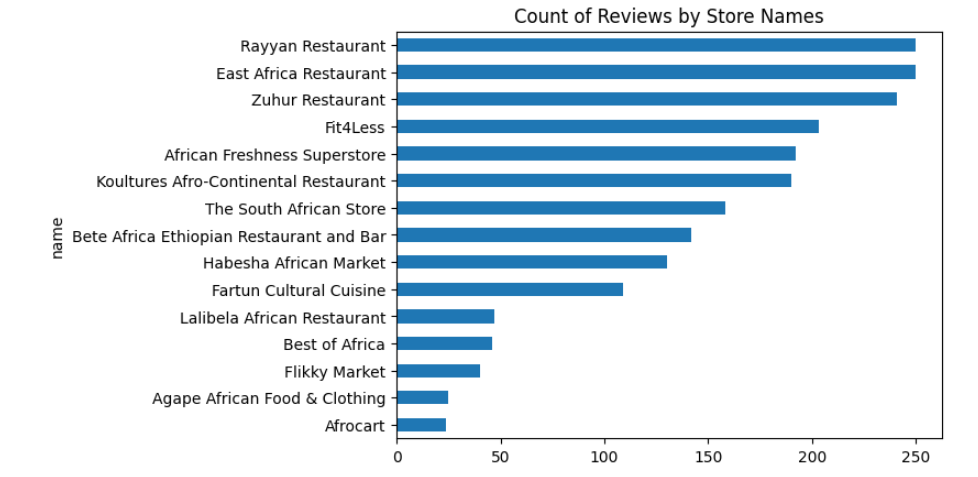 Count of Reviews by Store Names
Rayyan Restaurant
East Africa Restaurant
Zuhur Restaurant
Fit4Less
African Freshness Superstore
Koultures Afro-Continental Restaurant
The South African Store
Bete Africa Ethiopian Restaurant and Bar
Habesha African Market
Fartun Cultural Cuisine
Lalibela African Restaurant
Best of Africa
Flikky Market
Agape African Food & Clothing
Afrocart
name
0 50 100 150 200 250